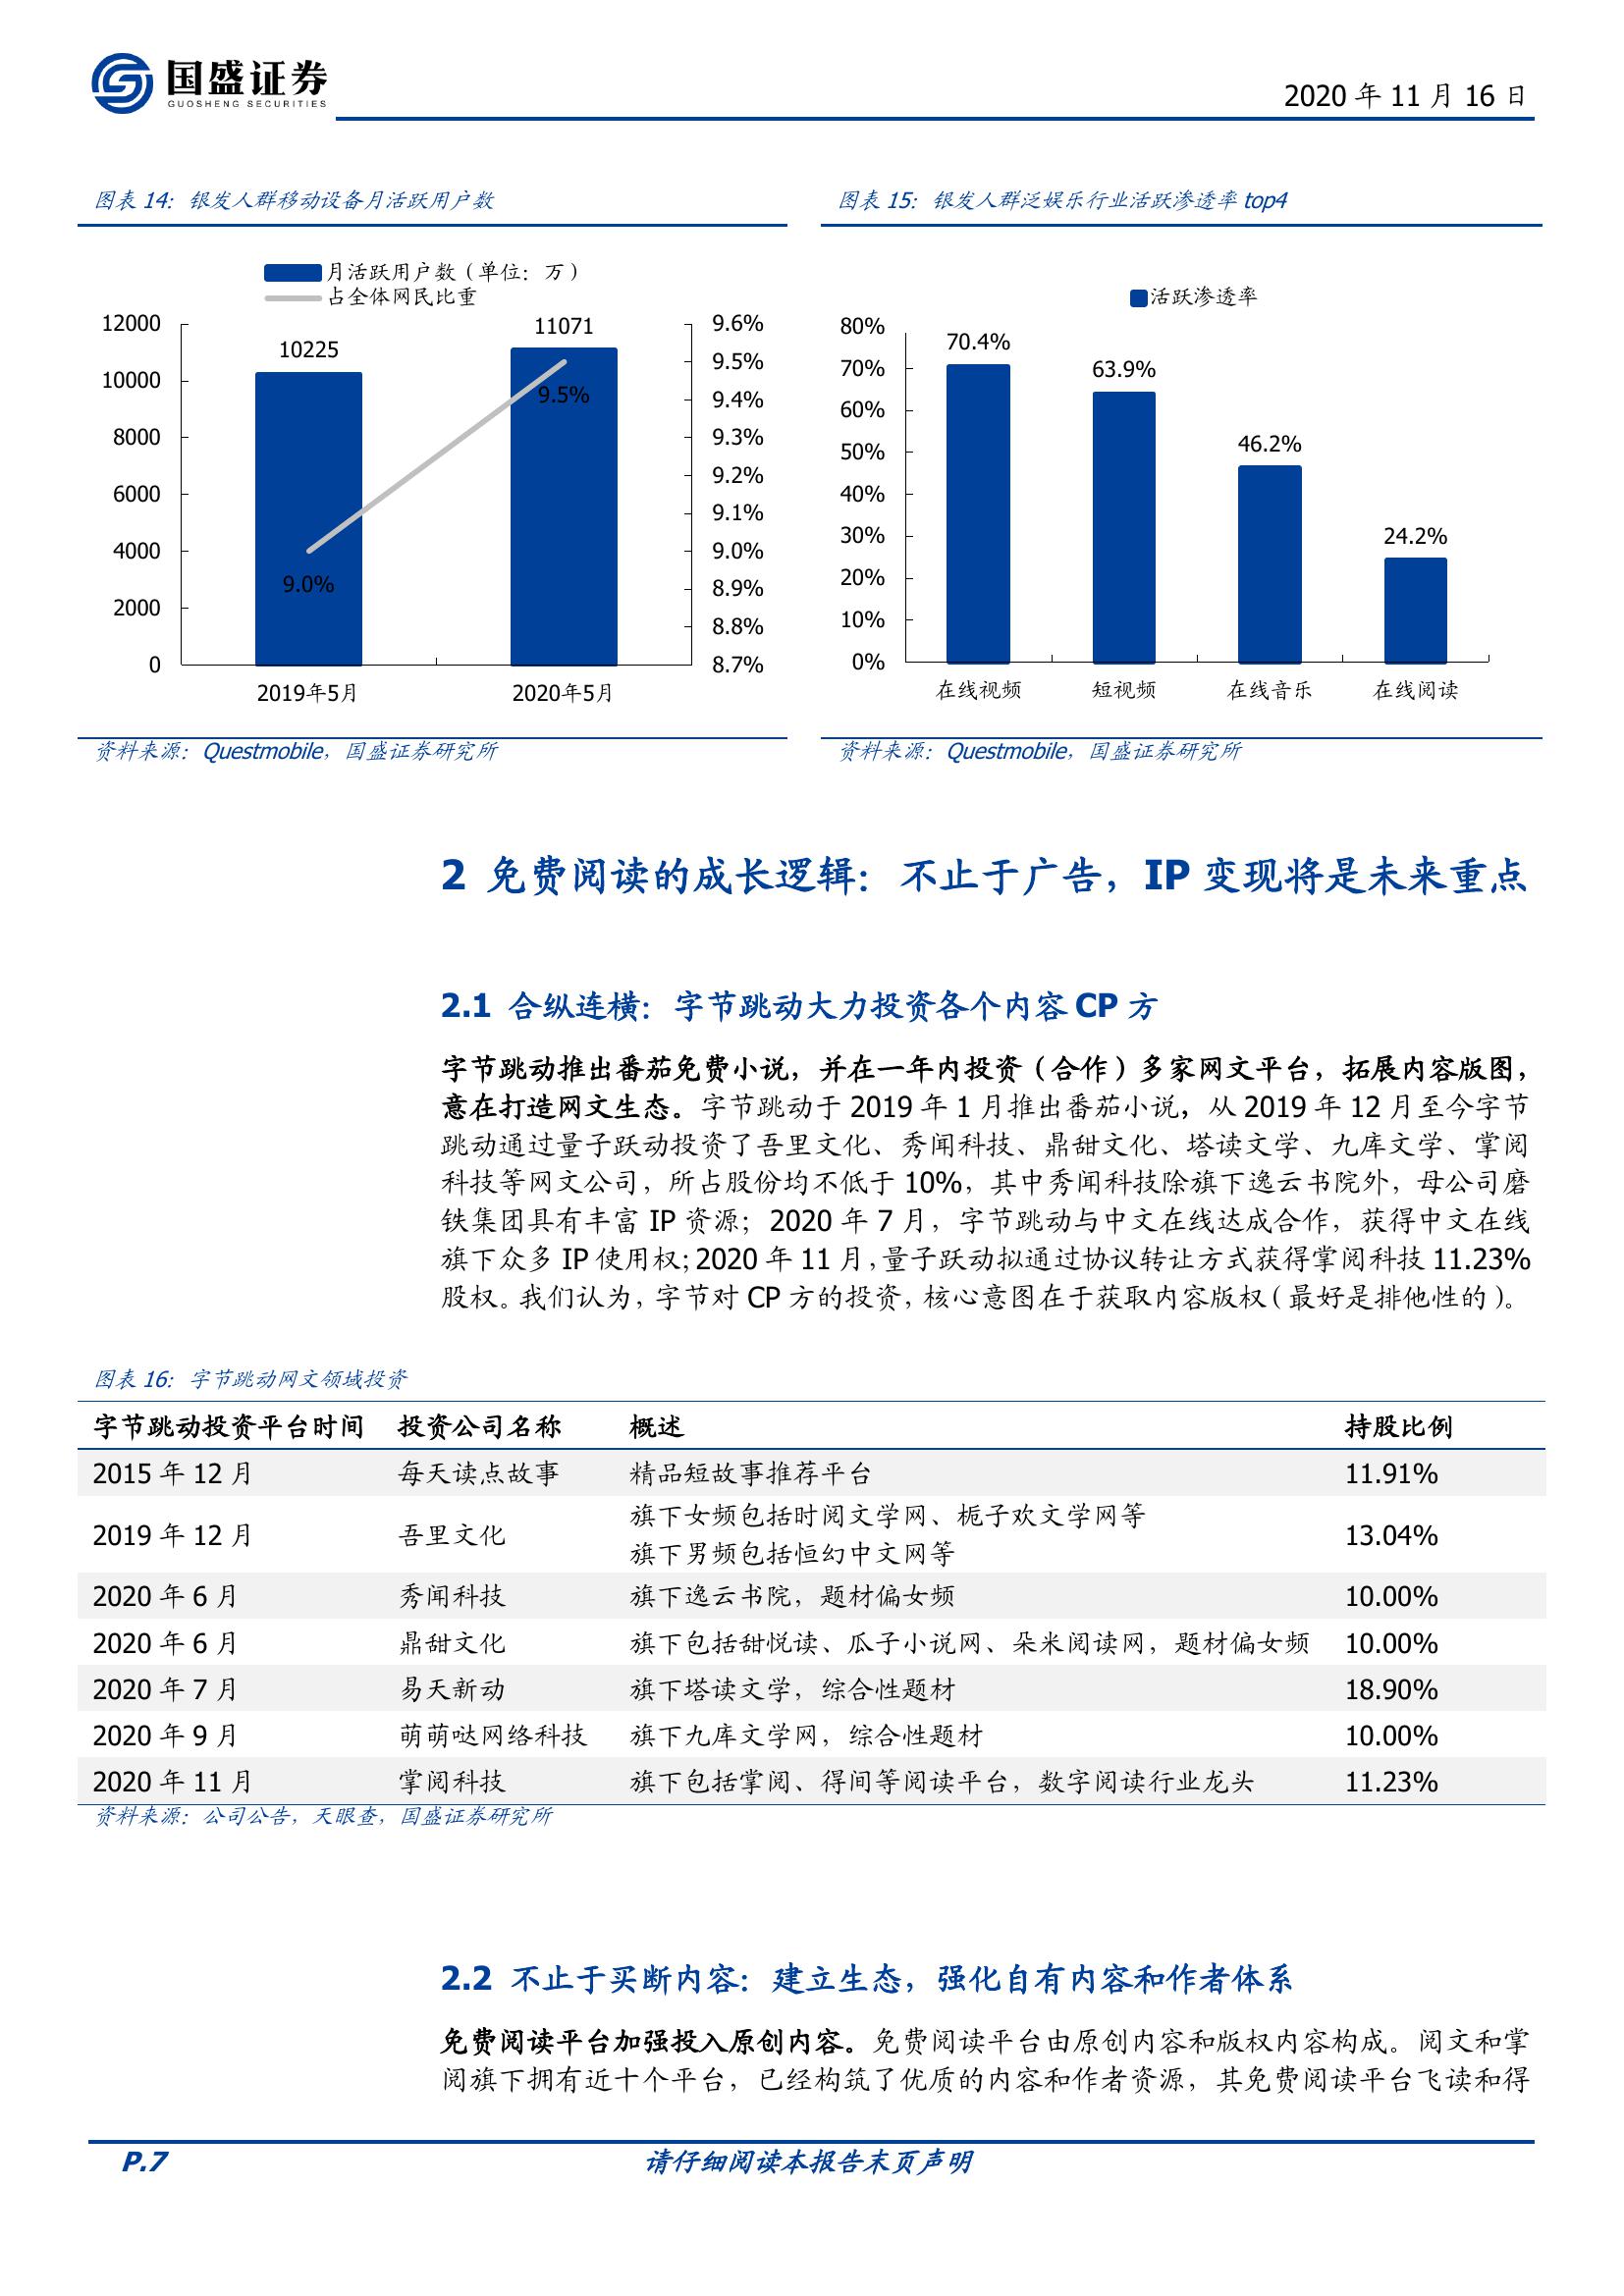 国盛证券
GUOSHENG SECURITIES
2020 年 11 月 16 日
图表 14：银发人群移动设备月活跃用户数
月活跃用户数（单位：万）
占全体网民比重
12000
10000
8000
6000
4000
2000
0
10225
11071
9.0%
9.5%
9.6%
9.5%
9.4%
9.3%
9.2%
9.1%
9.0%
8.9%
8.8%
8.7%
2019年5月
2020年5月
资料来源：Questmobile，国盛证券研究所
图表 15：银发人群泛娱乐行业活跃渗透率 top4
活跃渗透率
80%
70%
60%
50%
40%
30%
20%
10%
0%
70.4%
63.9%
46.2%
24.2%
在线视频
短视频
在线音乐
在线阅读
资料来源：Questmobile，国盛证券研究所
2 免费阅读的成长逻辑：不止于广告，IP 变现将是未来重点
2.1 合纵连横：字节跳动大力投资各个内容 CP 方
字节跳动推出番茄免费小说，并在一年内投资（合作）多家网文平台，拓展内容版图，
意在打造网文生态。字节跳动于 2019 年 1 月推出番茄小说，从 2019 年 12 月至今字节
跳动通过量子跃动投资了吾里文化、秀闻科技、鼎甜文化、塔读文学、九库文学、掌阅
科技等网文公司，所占股份均不低于 10%，其中秀闻科技除旗下逸云书院外，母公司磨
铁集团具有丰富 IP 资源；2020 年 7 月，字节跳动与中文在线达成合作，获得中文在线
旗下众多 IP 使用权；2020 年 11 月，量子跃动拟通过协议转让方式获得掌阅科技 11.23%
股权。我们认为，字节对 CP 方的投资，核心意图在于获取内容版权（最好是排他性的）。
图表 16：字节跳动网文领域投资
字节跳动投资平台时间 投资公司名称 概述 持股比例
2015 年 12 月 每天读点故事 精品短故事推荐平台 11.91%
2019 年 12 月 吾里文化 旗下女频包括时阅文学网、栀子欢文学网等
旗下男频包括恒幻中文网等 13.04%
2020 年 6 月 秀闻科技 旗下逸云书院，题材偏女频 10.00%
2020 年 6 月 鼎甜文化 旗下包括甜悦读、瓜子小说网、朵米阅读网，题材偏女频 10.00%
2020 年 7 月 易天新动 旗下塔读文学，综合性题材 18.90%
2020 年 9 月 萌萌哒网络科技 旗下九库文学网，综合性题材 10.00%
2020 年 11 月 掌阅科技 旗下包括掌阅、得间等阅读平台，数字阅读行业龙头 11.23%
资料来源：公司公告，天眼查，国盛证券研究所
2.2 不止于买断内容：建立生态，强化自有内容和作者体系
免费阅读平台加强投入原创内容。免费阅读平台由原创内容和版权内容构成。阅文和掌
阅旗下拥有近十个平台，已经构筑了优质的内容和作者资源，其免费阅读平台飞读和得
P.7
请仔细阅读本报告末页声明